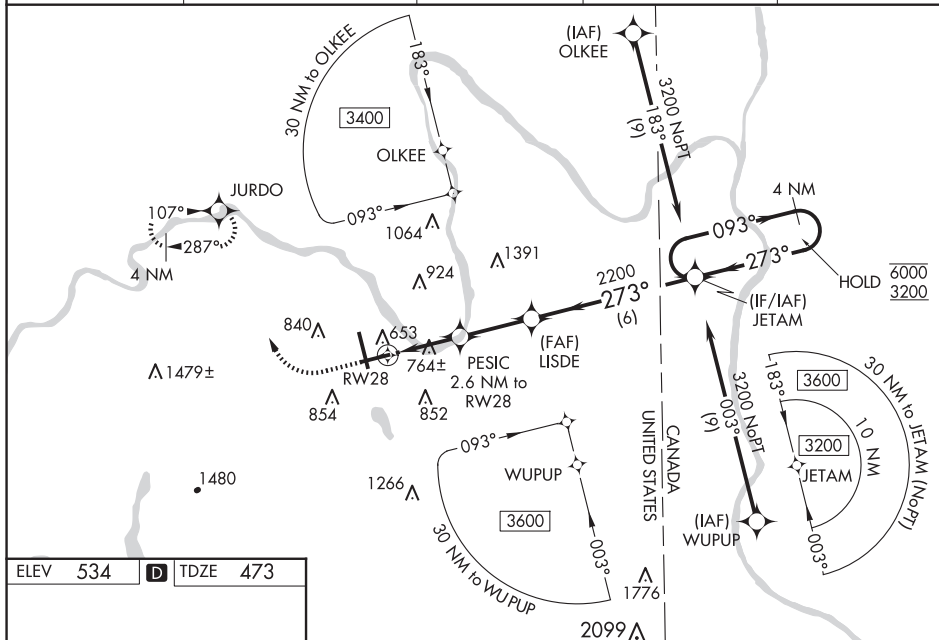 30 NM to OLKEE
183°
3400
OLKEE
093°
(IAF)
OLKEE
3200 NoPT
183°
(9)
JURDO
107°
287°
4 NM
1064
1391
924
4 NM
093°
273°
HOLD
6000
3200
2200
273°
(6)
(IF/IAF)
JETAM
(FAF)
LISDE
840
653
764±
PESIC
2.6 NM to
RW28
RW28
1479±
854
852
1480
1266
093°
WUPUP
3600
003°
30 NM to WUPUP
CANADA
UNITED STATES
3200 NoPT
003°
(9)
(IAF)
WUPUP
183°
3600
10 NM
3200
JETAM
003°
30 NM to JETAM (NoPT)
1776
2099
ELEV 534 D TDZE 473